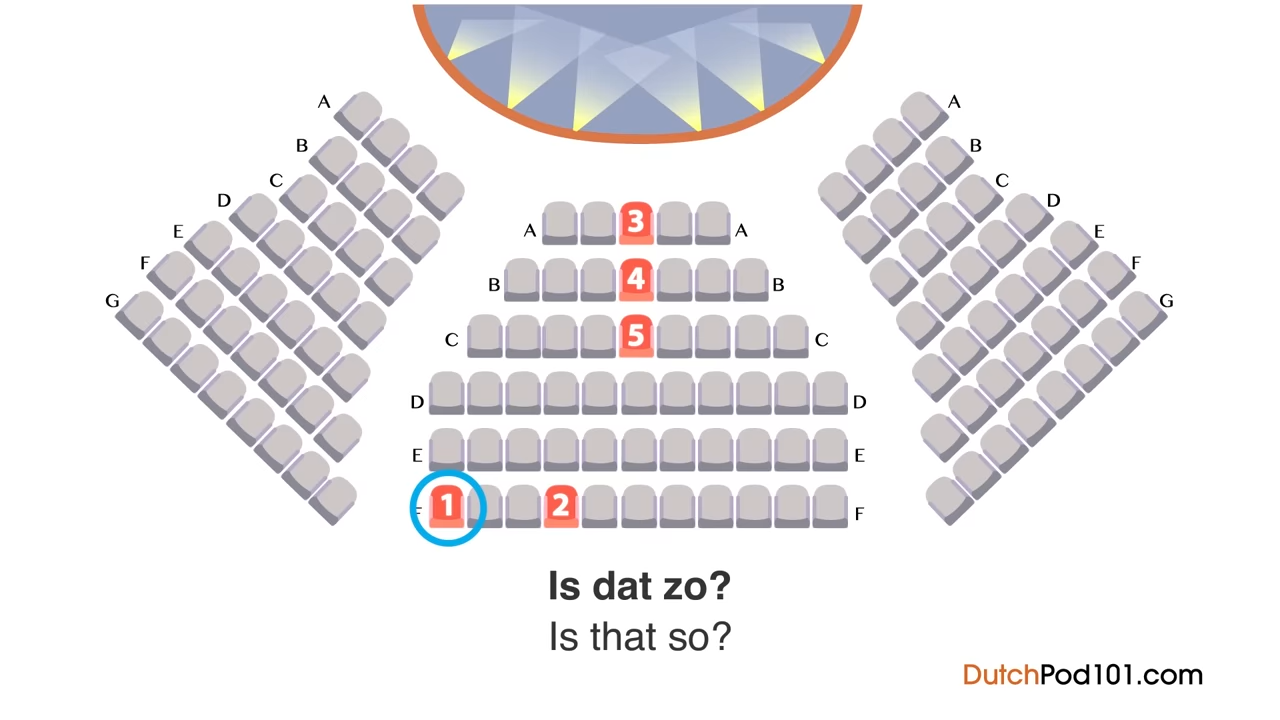 A
B
C
D
E
F
G
A
B
C
D
E
F
G
A 3 A
B 4 B
C 5 C
D D
E E
F 1 2 F
Is dat zo?
Is that so?
DutchPod101.com